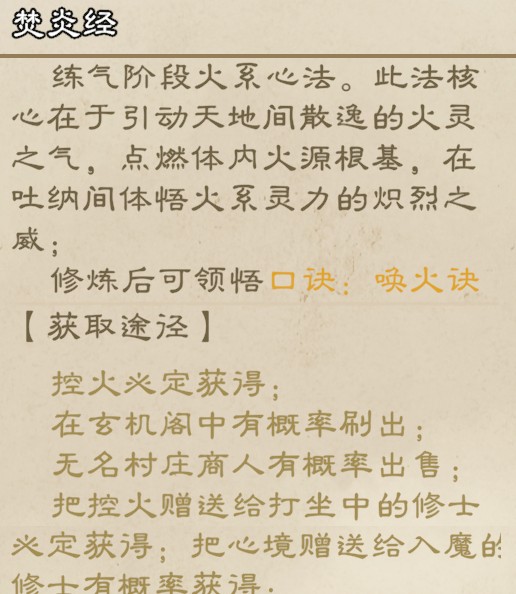 焚炎经
练气阶段火系心法。此法核
心在于引动天地间散逸的火灵
之气，点燃体内火源根基，在
吐纳间体悟火系灵力的炽烈之
威；
修炼后可领悟口诀：唤火诀
【获取途径】
控火必定获得；
在玄机阁中有概率刷出；
无名村庄商人有概率出售；
把控火赠送给打坐中的修士
必定获得；把心境赠送给入魔的
修士有概率获得；